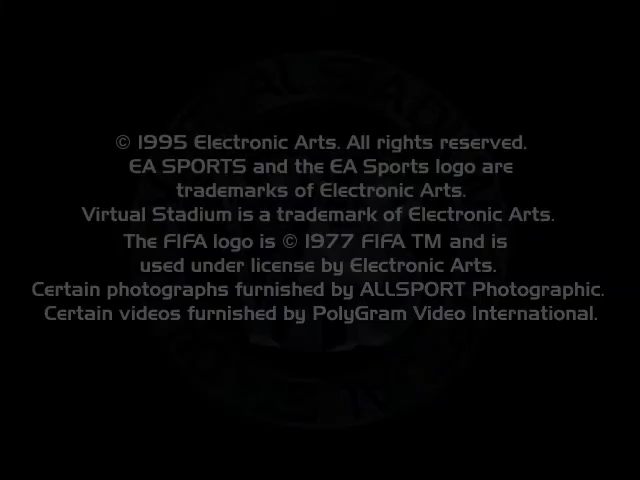 © 1995 Electronic Arts. All rights reserved.
EA SPORTS and the EA Sports logo are
trademarks of Electronic Arts.
Virtual Stadium is a trademark of Electronic Arts.
The FIFA logo is © 1977 FIFA TM and is
used under license by Electronic Arts.
Certain photographs furnished by ALLSPORT Photographic.
Certain videos furnished by PolyGram Video International.